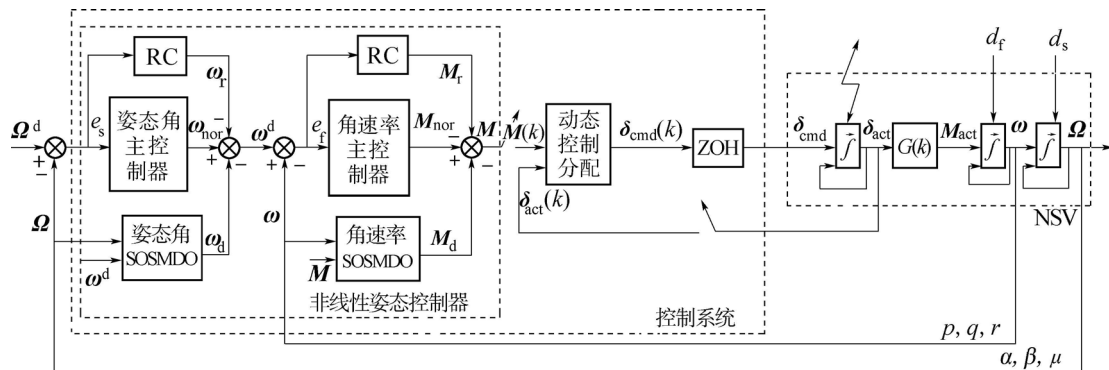 RC
ω_r
RC
M_r
d_f
d_s
Ω^d
e_s
姿态角
主控
制器
ω_nor
ω^d
e_f
角速率
主控
制器
M_nor
M
M(k)
动态
控制
分配
δ_cmd(k)
ZOH
δ_cmd
∫
δ_act
G(k)
M_act
∫
ω
∫
Ω
+
−
−
+
−
+
−
−
+
−
δ_act(k)
NSV
Ω
姿态角
SOSMDO
ω_d
ω^d
ω
角速率
SOSMDO
M_d
M
非线性姿态控制器
控制系统
p, q, r
α, β, μ